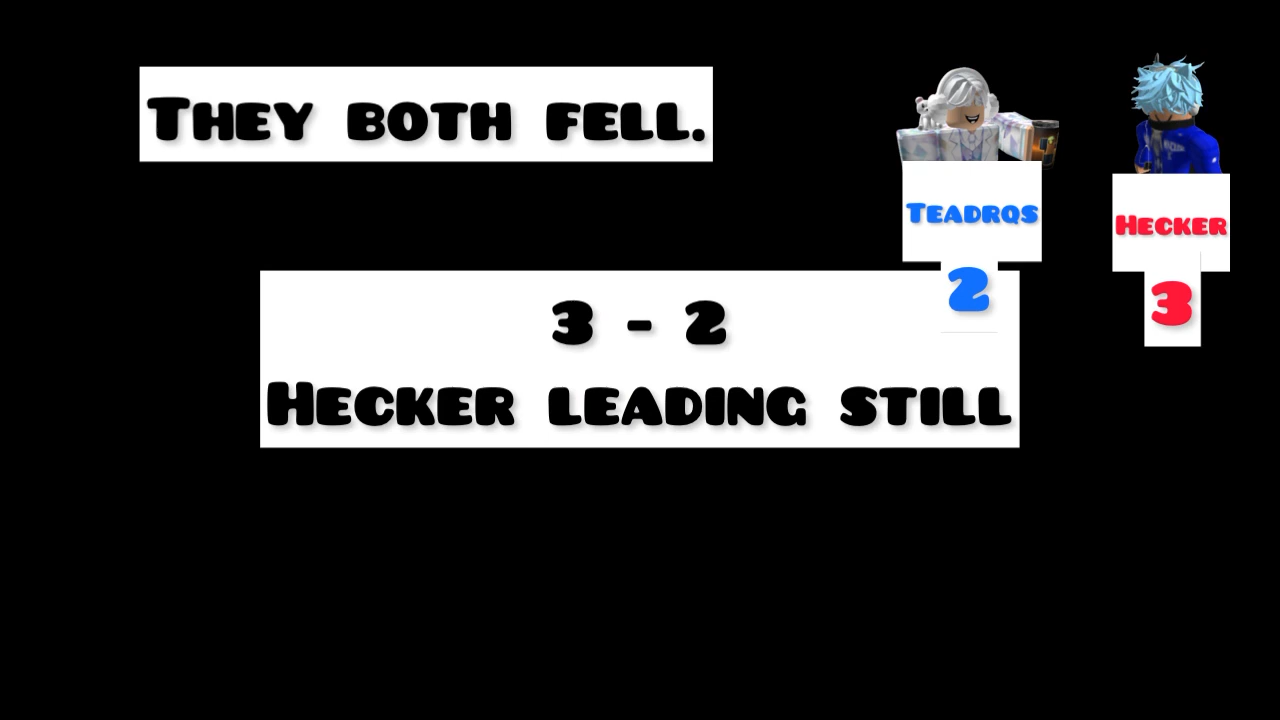 They both fell.
Teadrqs
Hecker
2
3
3 - 2
Hecker leading still